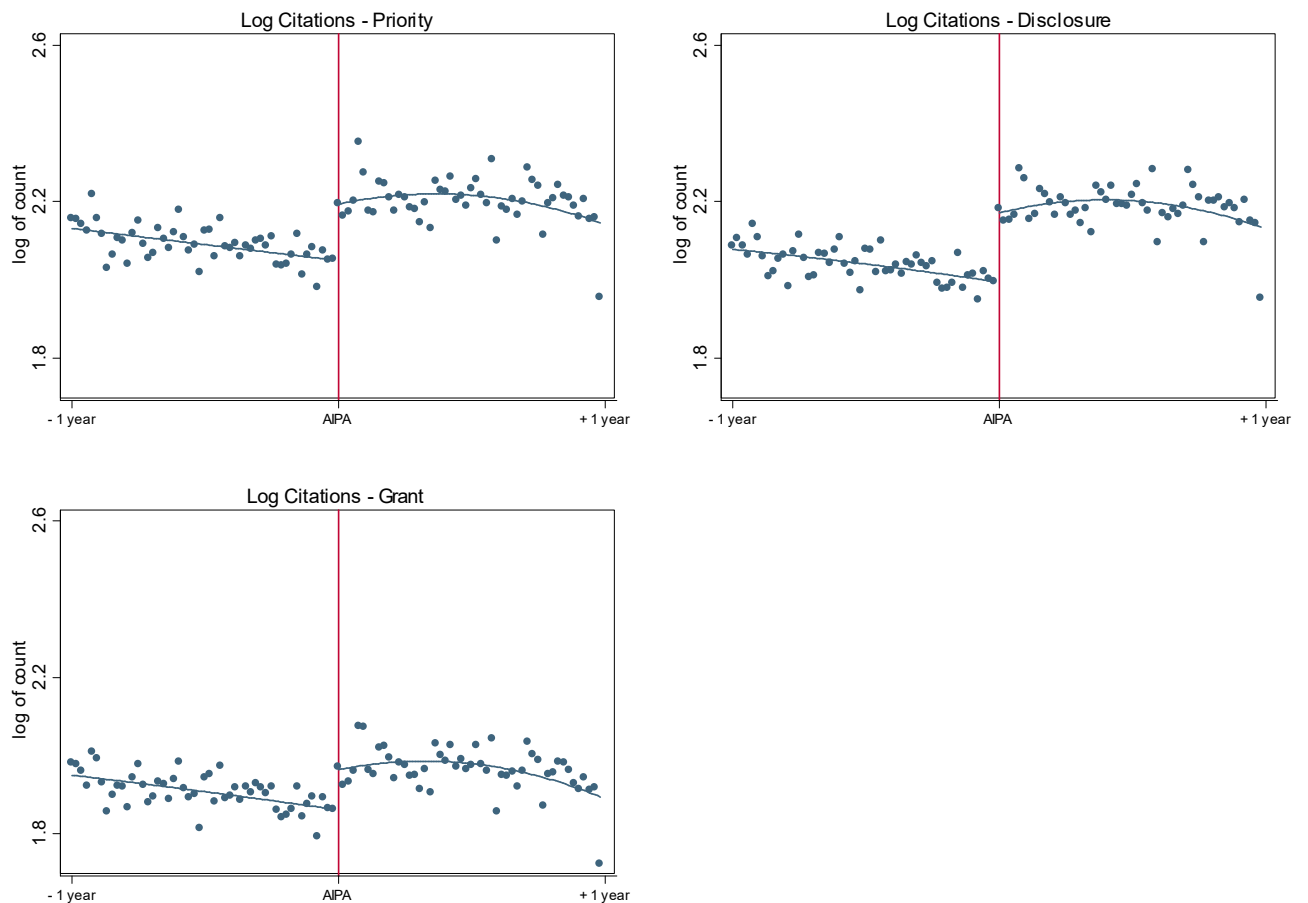 Log Citations - Priority
log of count
2.6
2.2
1.8
- 1 year
AIPA
+ 1 year
Log Citations - Disclosure
log of count
2.6
2.2
1.8
- 1 year
AIPA
+ 1 year
Log Citations - Grant
log of count
2.6
2.2
1.8
- 1 year
AIPA
+ 1 year